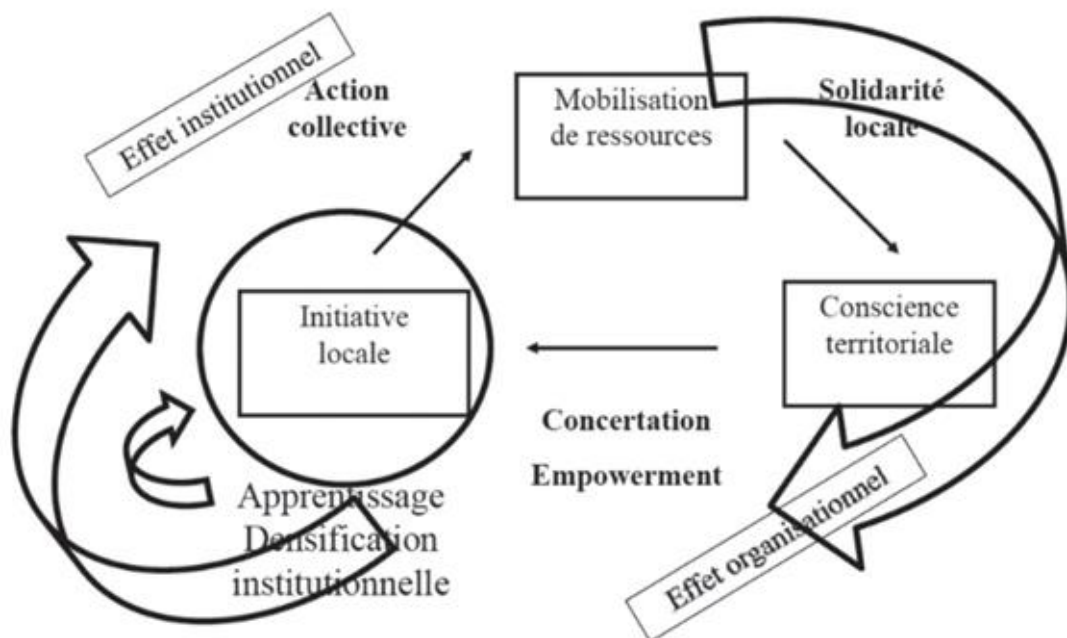 Effet institutionnel
Action
collective
Mobilisation
de ressources
Solidarité
locale
Initiative
locale
Conscience
territoriale
Concertation
Empowerment
Apprentissage
Densification
institutionnelle
Effet organisationnel